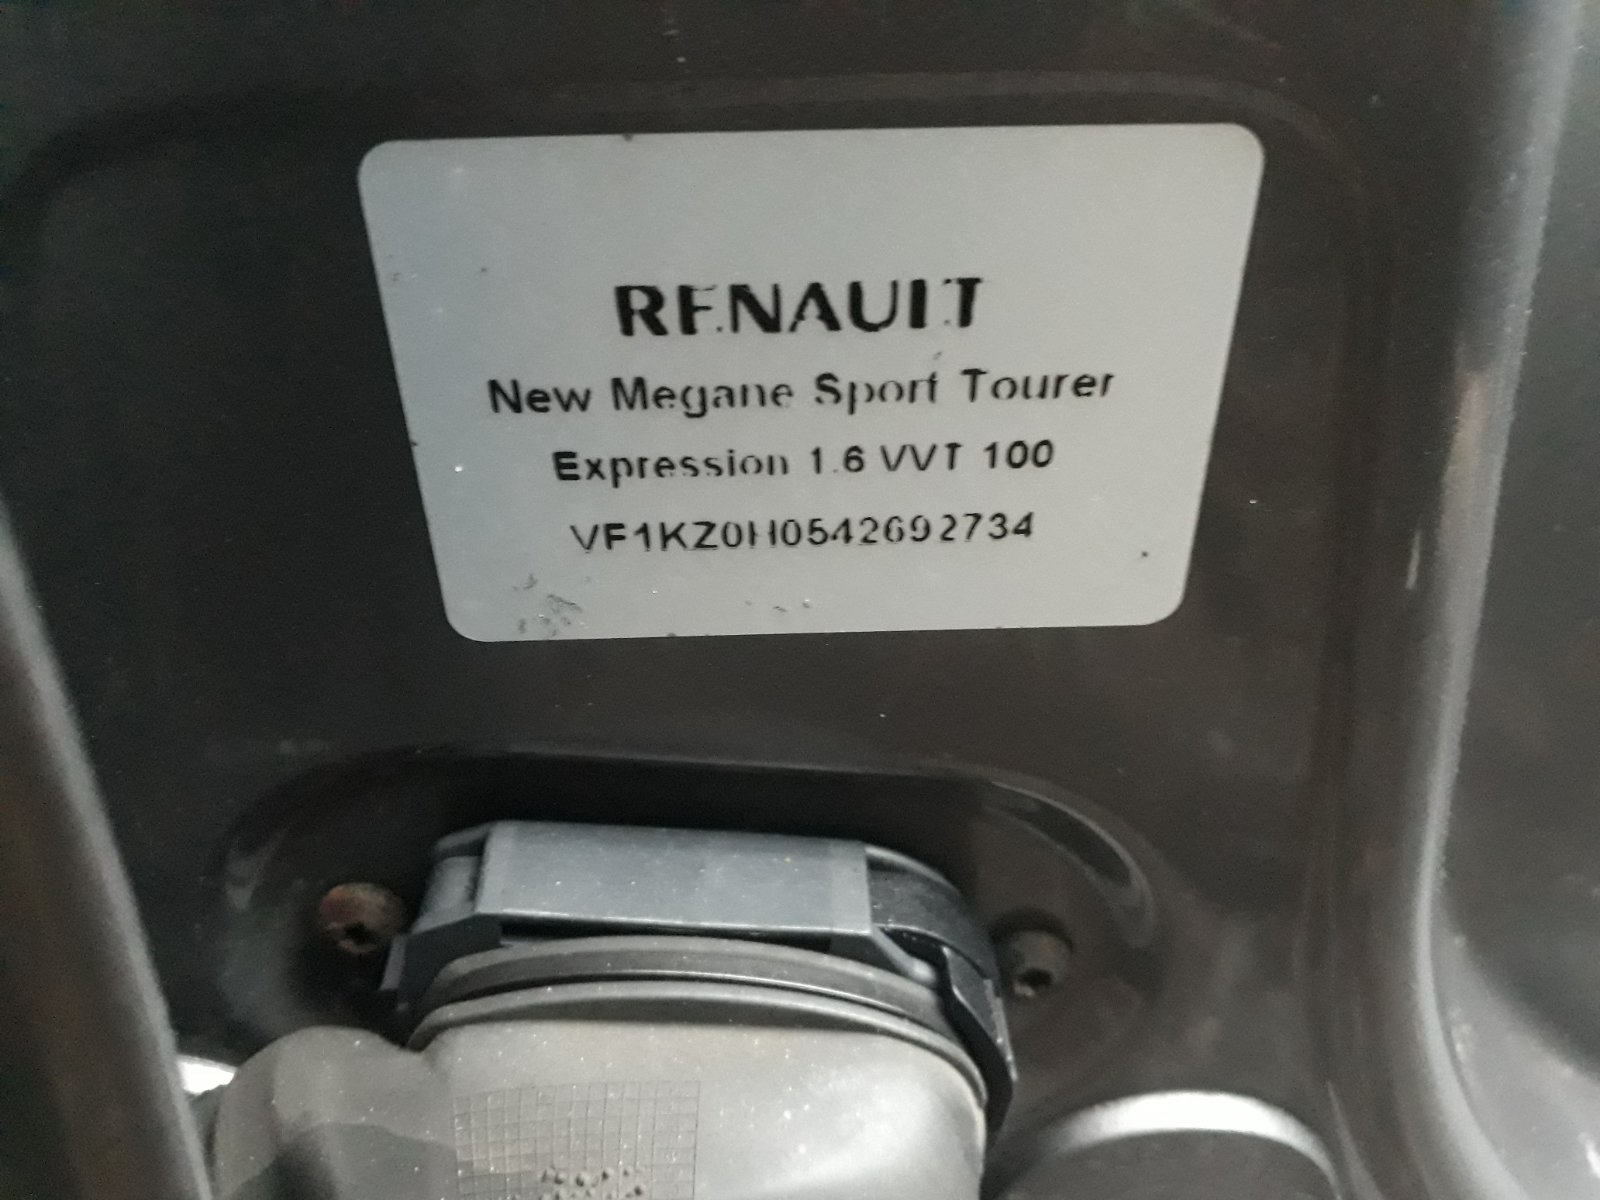 RENAULT
New Megane Sport Tourer
Expression 1.6 VVT 100
VF1KZ0H0542692734